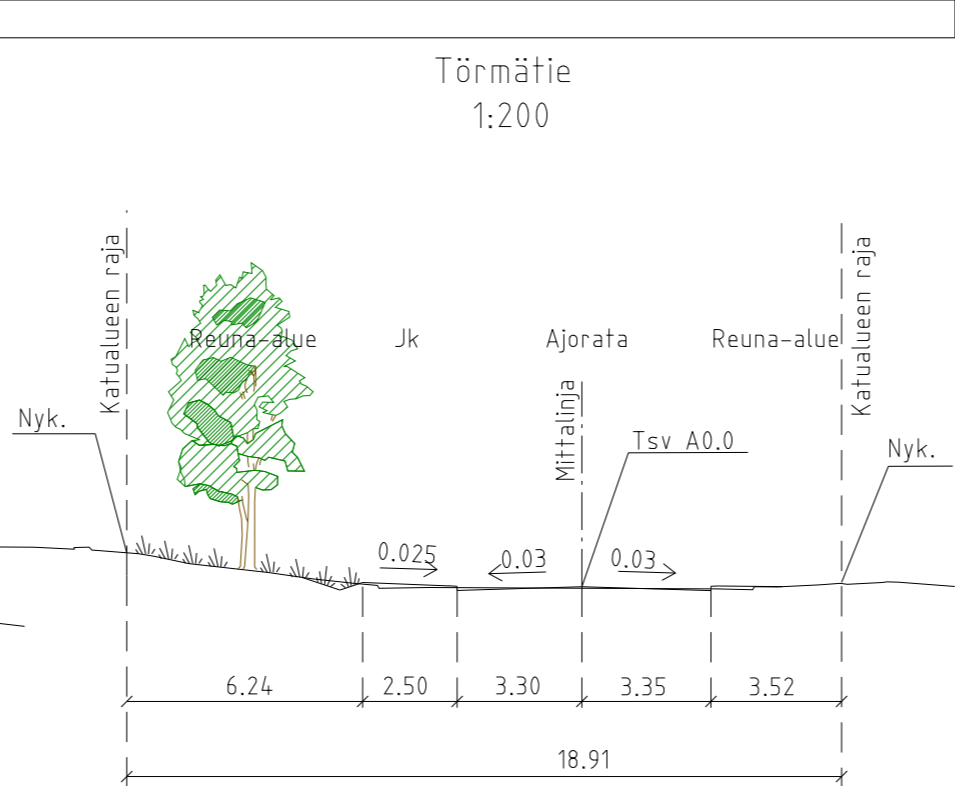 Törmätie
1:200
Katualueen raja
Katualueen raja
Reuna-alue
Jk
Ajorata
Reuna-alue
Mittalinja
Nyk.
Tsv A0.0
Nyk.
0.025
0.03
0.03
6.24
2.50
3.30
3.35
3.52
18.91